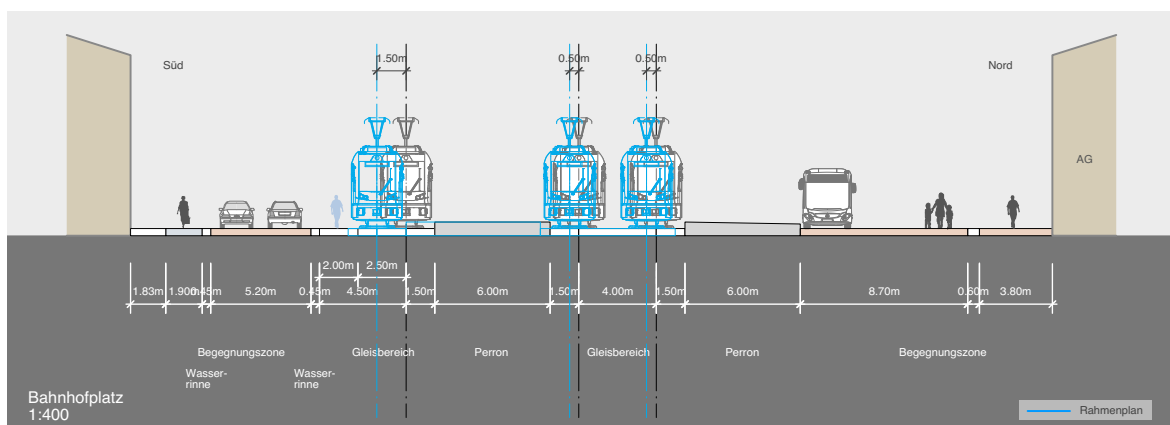 1.50m
0.50m
0.50m
Süd
Nord
AG
2.00m
2.50m
1.83m
1.90m
0.45m
5.20m
0.45m
4.50m
1.50m
6.00m
1.50m
4.00m
1.50m
6.00m
8.70m
0.60m
3.80m
Begegnungszone
Gleisbereich
Perron
Gleisbereich
Perron
Begegnungszone
Wasser-
rinne
Wasser-
rinne
Bahnhofplatz
1:400
Rahmenplan